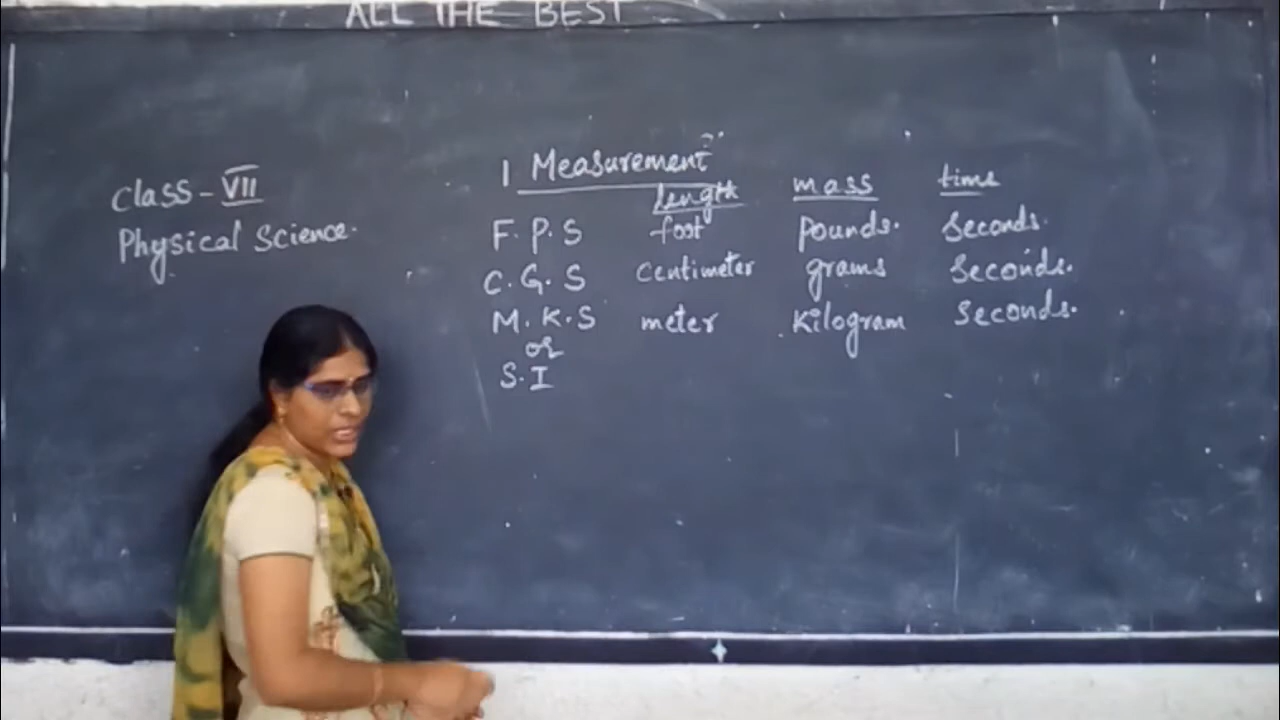 ALL THE BEST
Class - VII
Physical Science.
1 Measurement
length mass time
F. P. S foot pounds. Seconds.
C. G. S Centimeter grams Seconds.
M. K. S meter Kilogram Seconds.
or
S. I